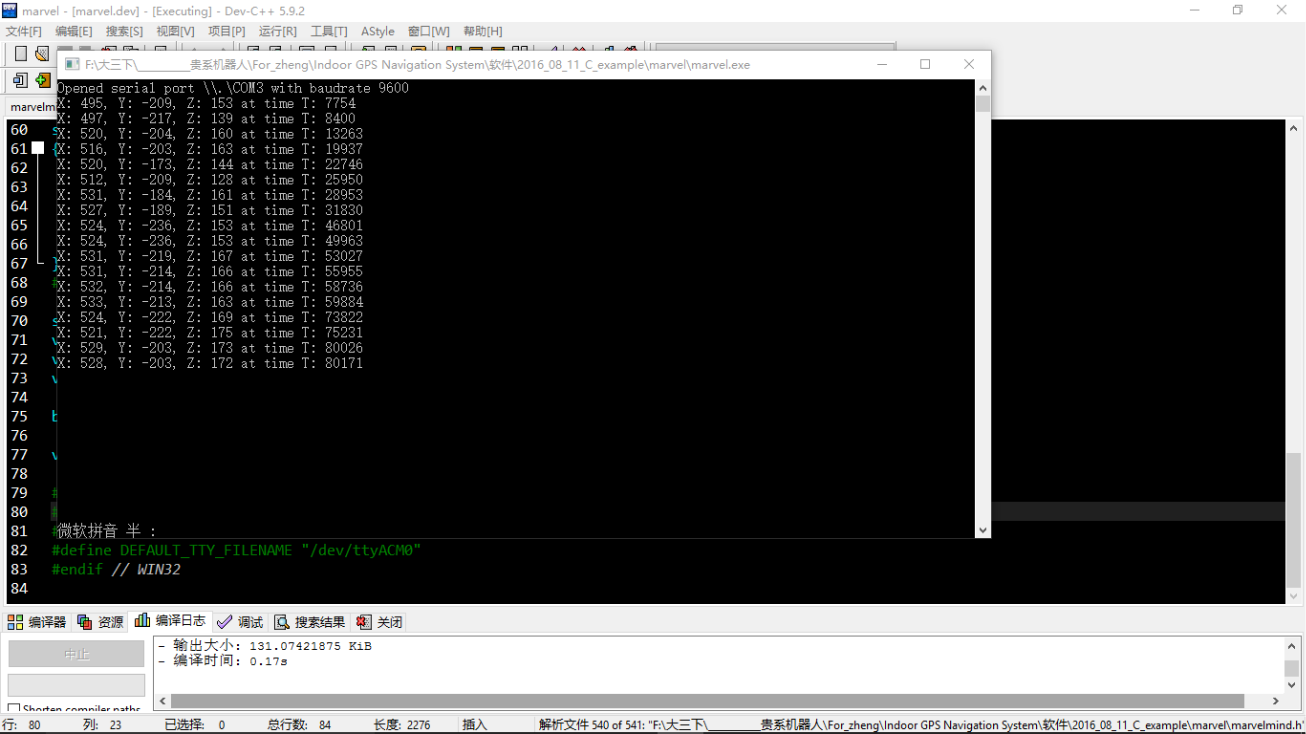 marvel - [marvel.dev] - [Executing] - Dev-C++ 5.9.2
文件[F] 编辑[E] 搜索[S] 视图[V] 项目[P] 运行[R] 工具[T] AStyle 窗口[W] 帮助[H]
F:\大三下\_________贵系机器人\For_zheng\Indoor GPS Navigation System\软件\2016_08_11_C_example\marvel\marvel.exe
marvelm
Opened serial port \\.\COM3 with baudrate 9600
X: 495, Y: -209, Z: 153 at time T: 7754
X: 497, Y: -217, Z: 139 at time T: 8400
X: 520, Y: -204, Z: 160 at time T: 13263
X: 516, Y: -203, Z: 163 at time T: 19937
X: 520, Y: -173, Z: 144 at time T: 22746
X: 512, Y: -209, Z: 128 at time T: 25950
X: 531, Y: -184, Z: 161 at time T: 28953
X: 527, Y: -189, Z: 151 at time T: 31830
X: 524, Y: -236, Z: 153 at time T: 46801
X: 524, Y: -236, Z: 153 at time T: 49963
X: 531, Y: -219, Z: 167 at time T: 53027
X: 531, Y: -214, Z: 166 at time T: 55955
X: 532, Y: -214, Z: 166 at time T: 58736
X: 533, Y: -213, Z: 163 at time T: 59884
X: 524, Y: -222, Z: 169 at time T: 73822
X: 521, Y: -222, Z: 175 at time T: 75231
X: 529, Y: -203, Z: 173 at time T: 80026
X: 528, Y: -203, Z: 172 at time T: 80171
微软拼音 半 :
60 s
61 {
62
63
64
65
66
67 }
68 #
69
70 s
71 v
72 v
73 v
74
75 b
76
77 v
78
79 #
80 #
81 #
82 #define DEFAULT_TTY_FILENAME "/dev/ttyACM0"
83 #endif // WIN32
84
编译器 资源 编译日志 调试 搜索结果 关闭
中止
- 输出大小: 131.07421875 KiB
- 编译时间: 0.17s
Shorten compiler paths
行: 80 列: 23 已选择: 0 总行数: 84 长度: 2276 插入 解析文件 540 of 541: "F:\大三下\_________贵系机器人\For_zheng\Indoor GPS Navigation System\软件\2016_08_11_C_example\marvel\marvelmind.h"